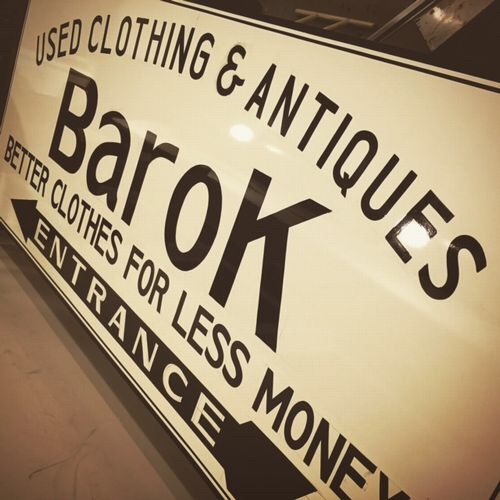 USED CLOTHING & ANTIQUES
BaroK
BETTER CLOTHES FOR LESS MONEY
ENTRANCE